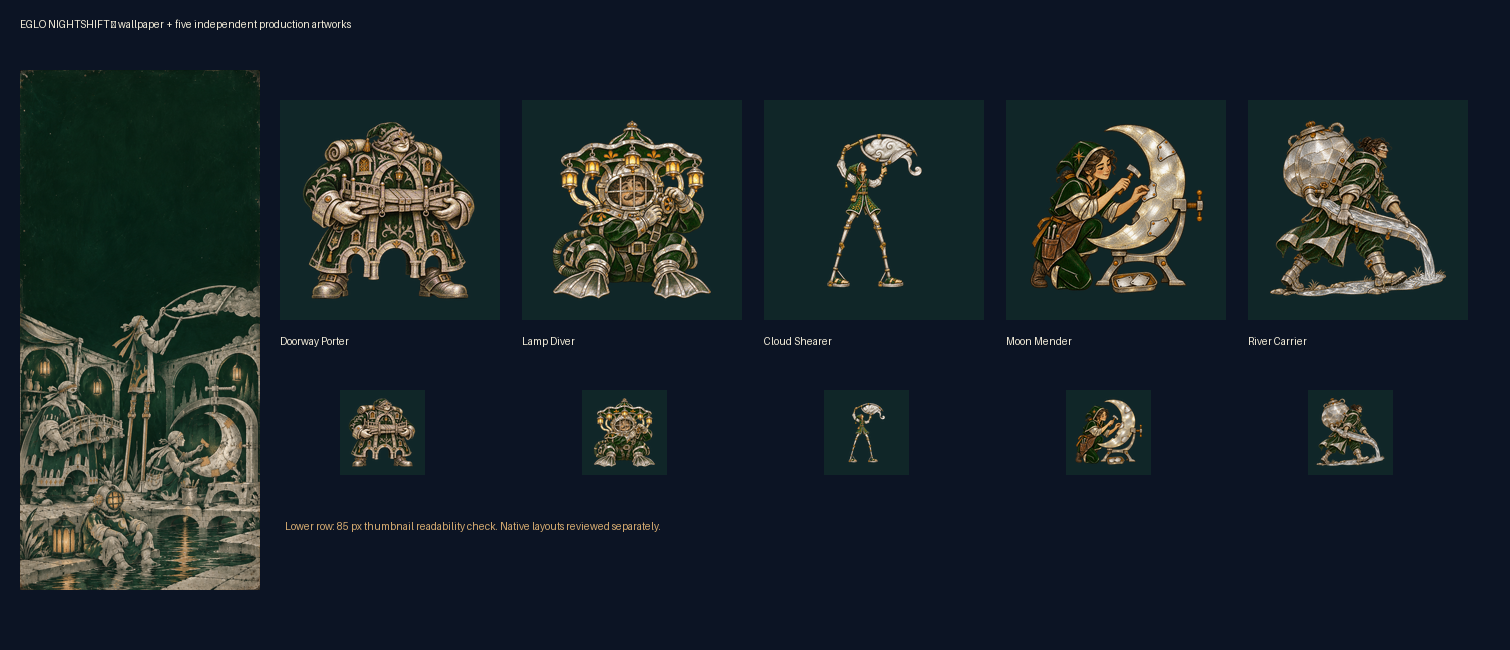 EGLO NIGHTSHIFT▯wallpaper + five independent production artworks
Doorway Porter
Lamp Diver
Cloud Shearer
Moon Mender
River Carrier
Lower row: 85 px thumbnail readability check. Native layouts reviewed separately.